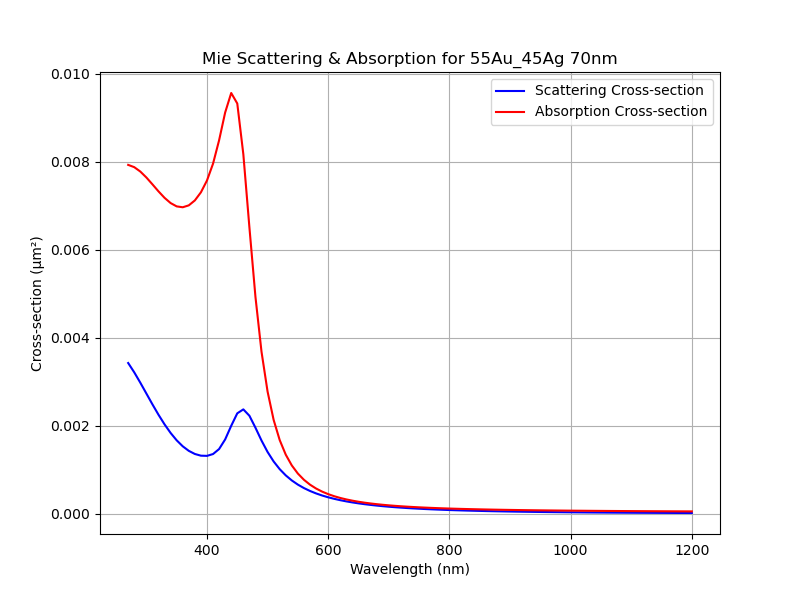 Mie Scattering & Absorption for 55Au_45Ag 70nm
Scattering Cross-section
Absorption Cross-section
Cross-section (µm²)
0.010
0.008
0.006
0.004
0.002
0.000
400 600 800 1000 1200
Wavelength (nm)